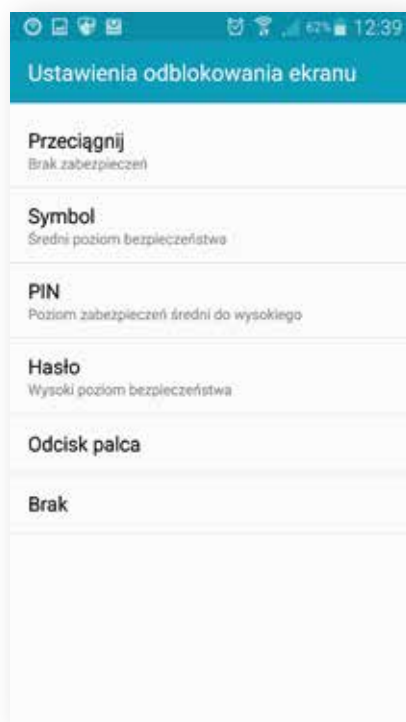 62% 12:39
Ustawienia odblokowania ekranu
Przeciągnij
Brak zabezpieczeń
Symbol
Średni poziom bezpieczeństwa
PIN
Poziom zabezpieczeń średni do wysokiego
Hasło
Wysoki poziom bezpieczeństwa
Odcisk palca
Brak